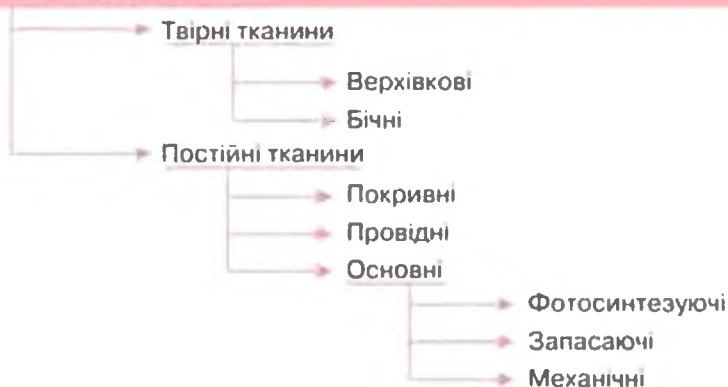 Твірні тканини
Верхівкові
Бічні
Постійні тканини
Покривні
Провідні
Основні
Фотосинтезуючі
Запасаючі
Механічні